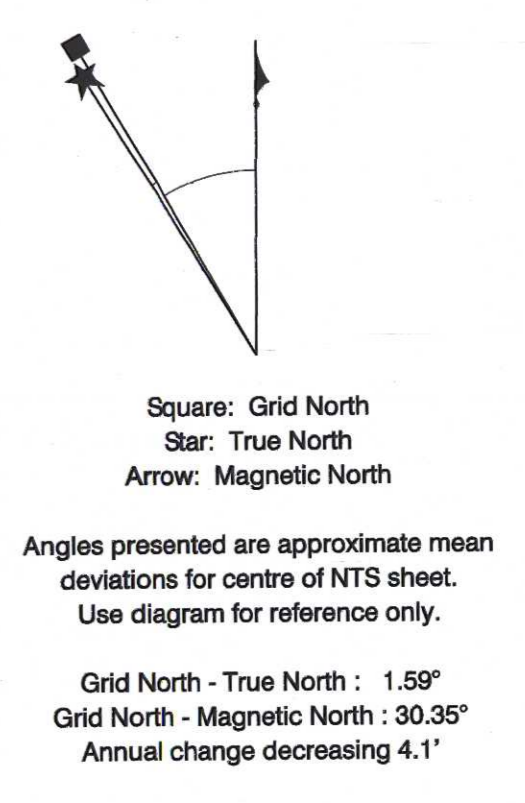 Square: Grid North
Star: True North
Arrow: Magnetic North
Angles presented are approximate mean
deviations for centre of NTS sheet.
Use diagram for reference only.
Grid North - True North : 1.59°
Grid North - Magnetic North : 30.35°
Annual change decreasing 4.1'